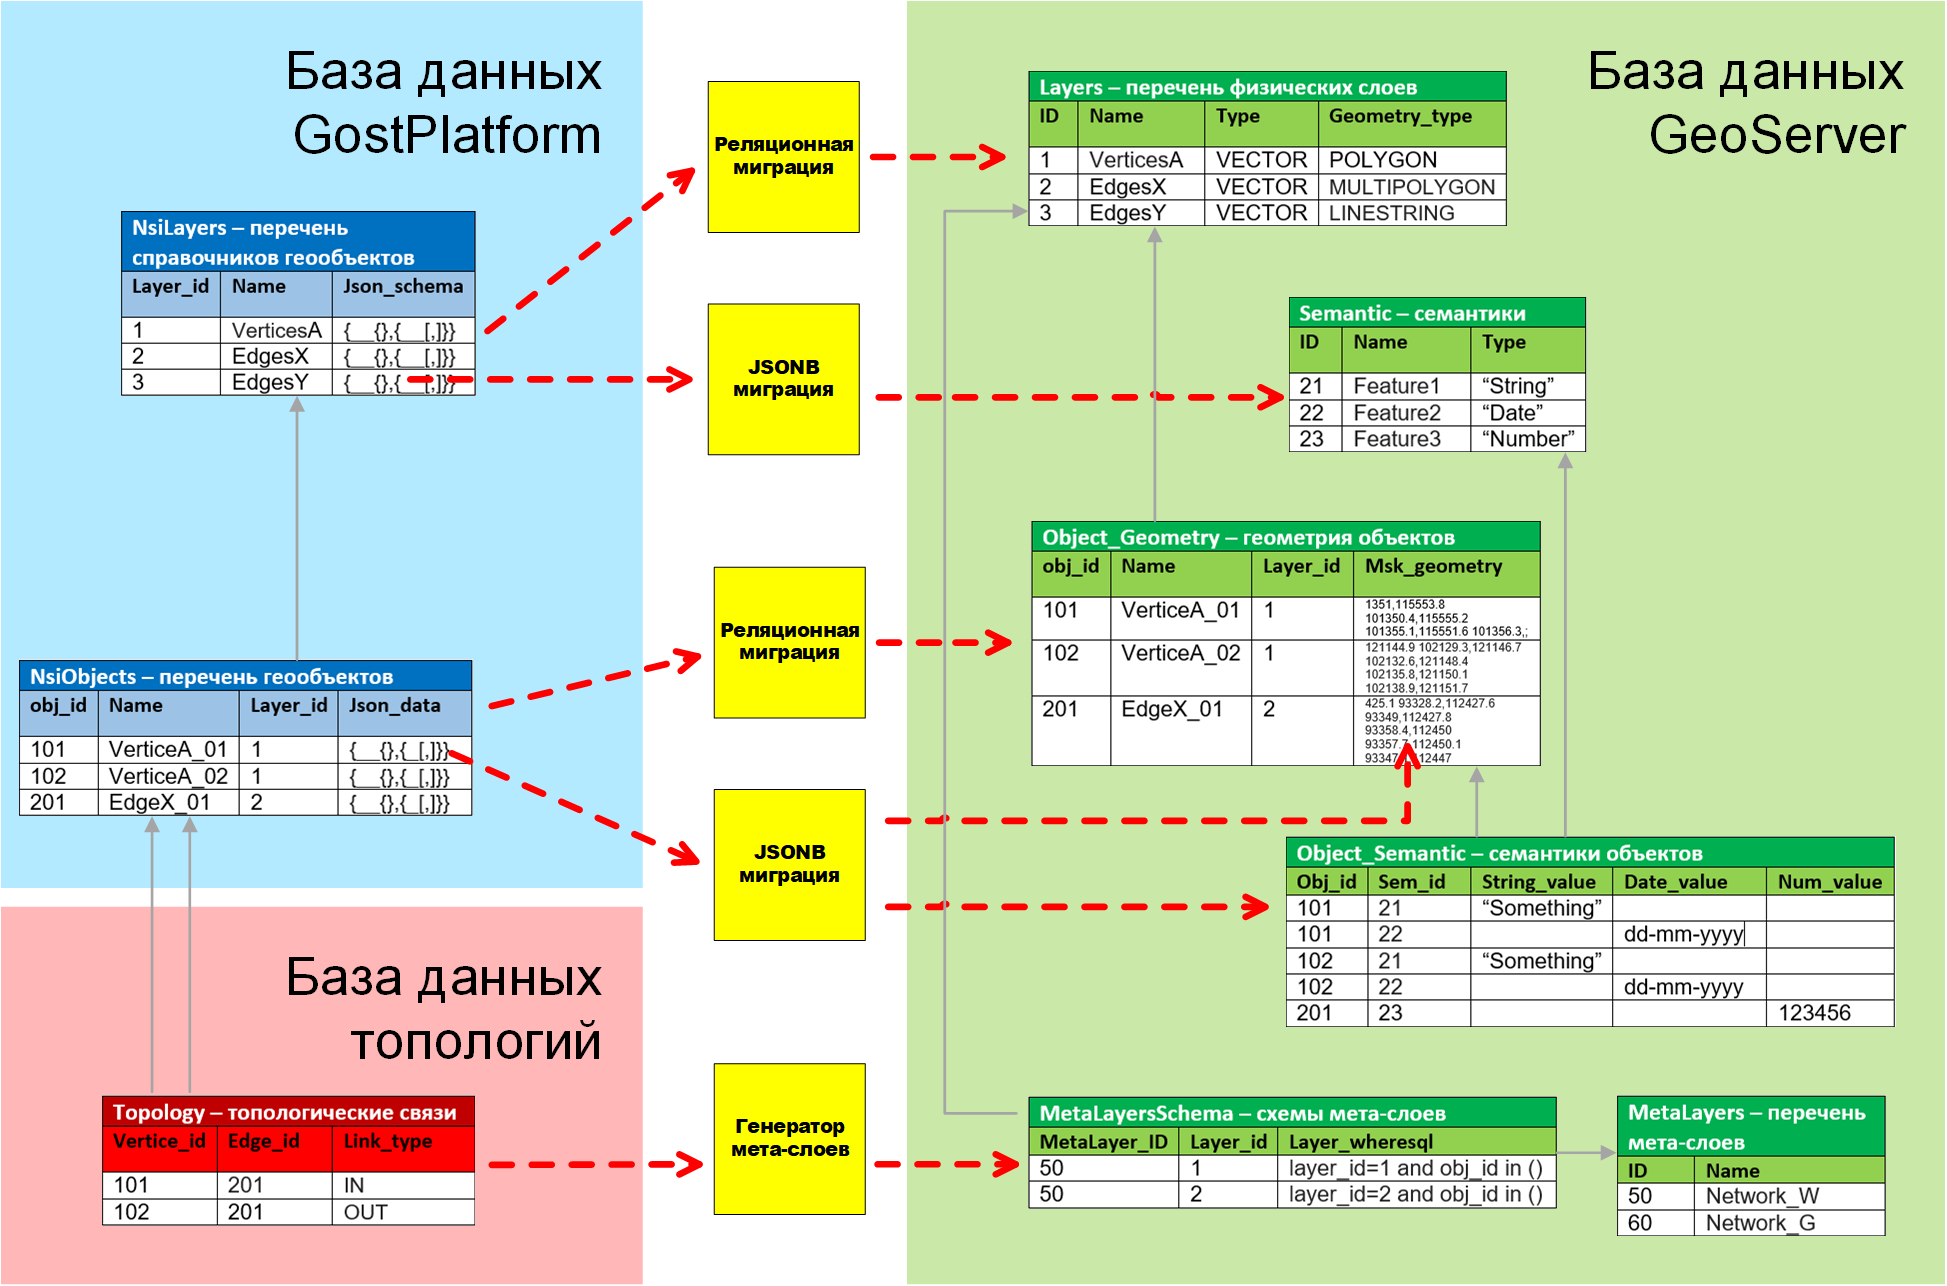 База данных
GostPlatform
NsiLayers – перечень
справочников геообъектов
Layer_id Name Json_schema
1 VerticesA {__{},{__[,]}}
2 EdgesX {__{},{__[,]}}
3 EdgesY {__{},{__[,]}}
NsiObjects – перечень геообъектов
obj_id Name Layer_id Json_data
101 VerticeA_01 1 {__{},{_[,]}}
102 VerticeA_02 1 {__{},{_[,]}}
201 EdgeX_01 2 {__{},{_[,]}}
База данных
топологий
Topology – топологические связи
Vertice_id Edge_id Link_type
101 201 IN
102 201 OUT
Реляционная
миграция
JSONB
миграция
Реляционная
миграция
JSONB
миграция
Генератор
мета-слоев
База данных
GeoServer
Layers – перечень физических слоев
ID Name Type Geometry_type
1 VerticesA VECTOR POLYGON
2 EdgesX VECTOR MULTIPOLYGON
3 EdgesY VECTOR LINESTRING
Semantic – семантики
ID Name Type
21 Feature1 “String”
22 Feature2 “Date”
23 Feature3 “Number”
Object_Geometry – геометрия объектов
obj_id Name Layer_id Msk_geometry
101 VerticeA_01 1 1351,115553.8
101350.4,115555.2
101355.1,115551.6 101356.3,;
102 VerticeA_02 1 121144.9 102129.3,121146.7
102132.6,121148.4
102135.8,121150.1
102138.9,121151.7
201 EdgeX_01 2 425.1 93328.2,112427.6
93349,112427.8
93358.4,112450
93357.7,112450.1
Object_Semantic – семантики объектов
Obj_id Sem_id String_value Date_value Num_value
101 21 “Something”
101 22 dd-mm-yyyy
102 21 “Something”
102 22 dd-mm-yyyy
201 23 123456
MetaLayersSchema – схемы мета-слоев
MetaLayer_ID Layer_id Layer_wheresql
50 1 layer_id=1 and obj_id in ()
50 2 layer_id=2 and obj_id in ()
MetaLayers – перечень
мета-слоев
ID Name
50 Network_W
60 Network_G